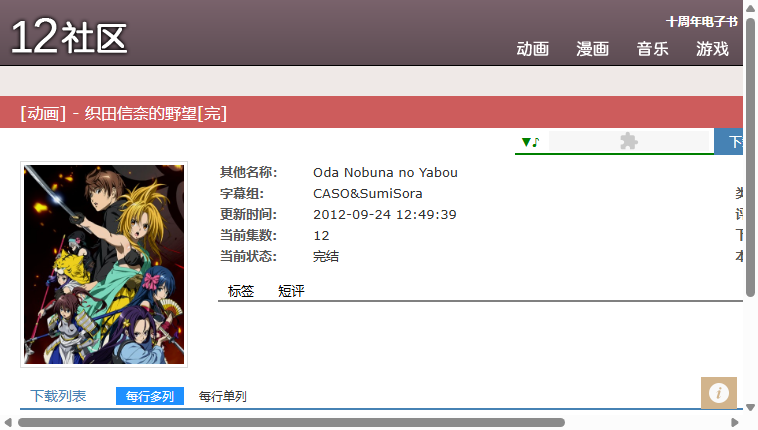 12社区
十周年电子书
动画 漫画 音乐 游戏
[动画] - 织田信奈的野望[完]
▼♪
其他名称: Oda Nobuna no Yabou
字幕组: CASO&SumiSora
更新时间: 2012-09-24 12:49:39
当前集数: 12
当前状态: 完结
标签 短评
下载列表 每行多列 每行单列